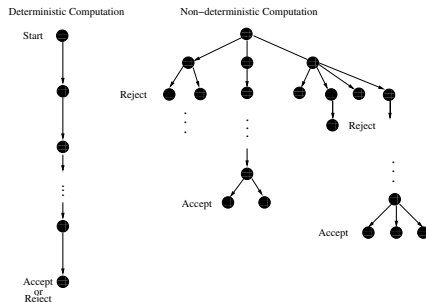 Deterministic Computation
Non-deterministic Computation
Start
Reject
Reject
Accept
Accept
Accept
or
Reject